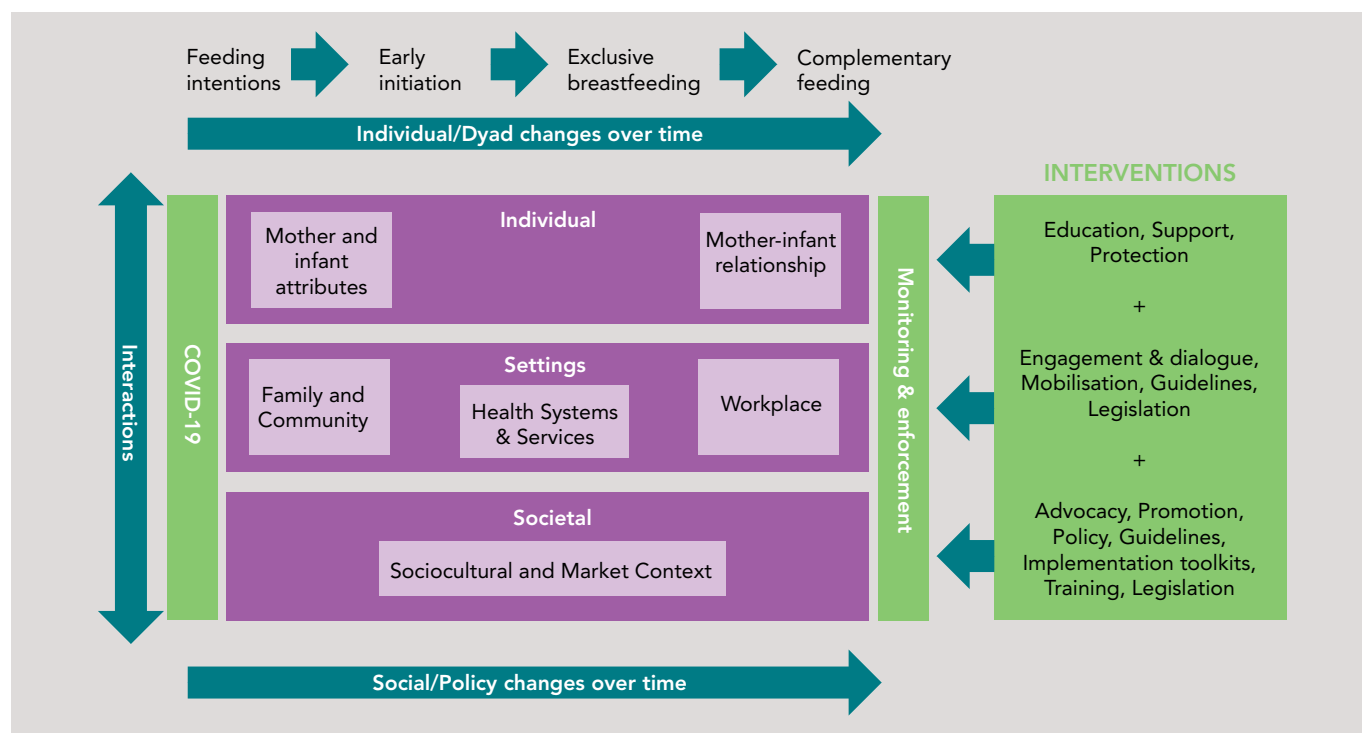 Feeding
intentions
Early
initiation
Exclusive
breastfeeding
Complementary
feeding
Individual/Dyad changes over time
Interactions
COVID-19
Individual
Mother and
infant
attributes
Mother-infant
relationship
Settings
Family and
Community
Health Systems
& Services
Workplace
Societal
Sociocultural and Market Context
Monitoring & enforcement
INTERVENTIONS
Education, Support,
Protection
+
Engagement & dialogue,
Mobilisation, Guidelines,
Legislation
+
Advocacy, Promotion,
Policy, Guidelines,
Implementation toolkits,
Training, Legislation
Social/Policy changes over time